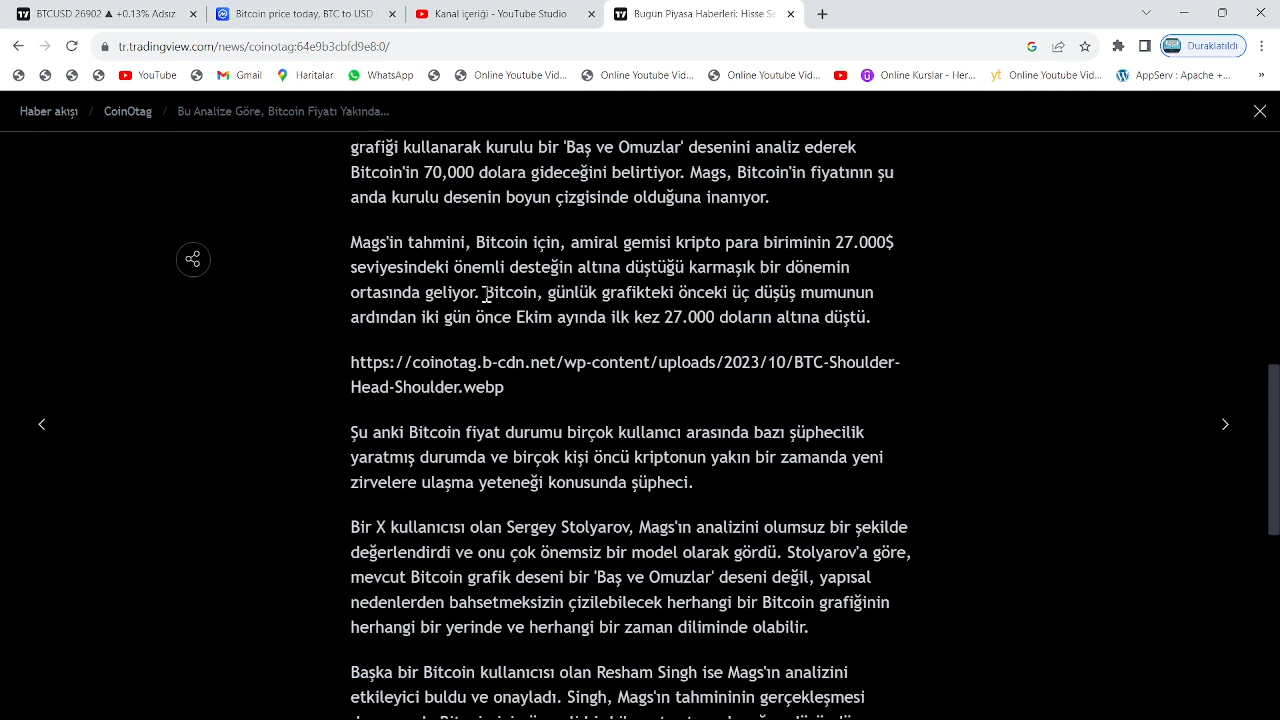 BTCUSD 26902 ▲ +0.13% Adsız
Bitcoin price today, BTC to USD
Kanal içeriği - YouTube Studio
Bugün Piyasa Haberleri: Hisse Se
tr.tradingview.com/news/coinotag:64e9b3cbfd9e8:0/
Duraklatıldı
YouTube
Gmail
Haritalar
WhatsApp
Online Youtube Vid...
Online Youtube Vid...
Online Youtube Vid...
Online Kurslar - Her...
Online Youtube Vid...
AppServ : Apache +...
»
Haber akışı / CoinOtag / Bu Analize Göre, Bitcoin Fiyatı Yakında...
grafiği kullanarak kurulu bir 'Baş ve Omuzlar' desenini analiz ederek
Bitcoin'in 70,000 dolara gideceğini belirtiyor. Mags, Bitcoin'in fiyatının şu
anda kurulu desenin boyun çizgisinde olduğuna inanıyor.
Mags'in tahmini, Bitcoin için, amiral gemisi kripto para biriminin 27.000$
seviyesindeki önemli desteğin altına düştüğü karmaşık bir dönemin
ortasında geliyor. Bitcoin, günlük grafikteki önceki üç düşüş mumunun
ardından iki gün önce Ekim ayında ilk kez 27.000 doların altına düştü.
https://coinotag.b-cdn.net/wp-content/uploads/2023/10/BTC-Shoulder-
Head-Shoulder.webp
Şu anki Bitcoin fiyat durumu birçok kullanıcı arasında bazı şüphecilik
yaratmış durumda ve birçok kişi öncü kriptonun yakın bir zamanda yeni
zirvelere ulaşma yeteneği konusunda şüpheci.
Bir X kullanıcısı olan Sergey Stolyarov, Mags'ın analizini olumsuz bir şekilde
değerlendirdi ve onu çok önemsiz bir model olarak gördü. Stolyarov'a göre,
mevcut Bitcoin grafik deseni bir 'Baş ve Omuzlar' deseni değil, yapısal
nedenlerden bahsetmeksizin çizilebilecek herhangi bir Bitcoin grafiğinin
herhangi bir yerinde ve herhangi bir zaman diliminde olabilir.
Başka bir Bitcoin kullanıcısı olan Resham Singh ise Mags'ın analizini
etkileyici buldu ve onayladı. Singh, Mags'ın tahmininin gerçekleşmesi